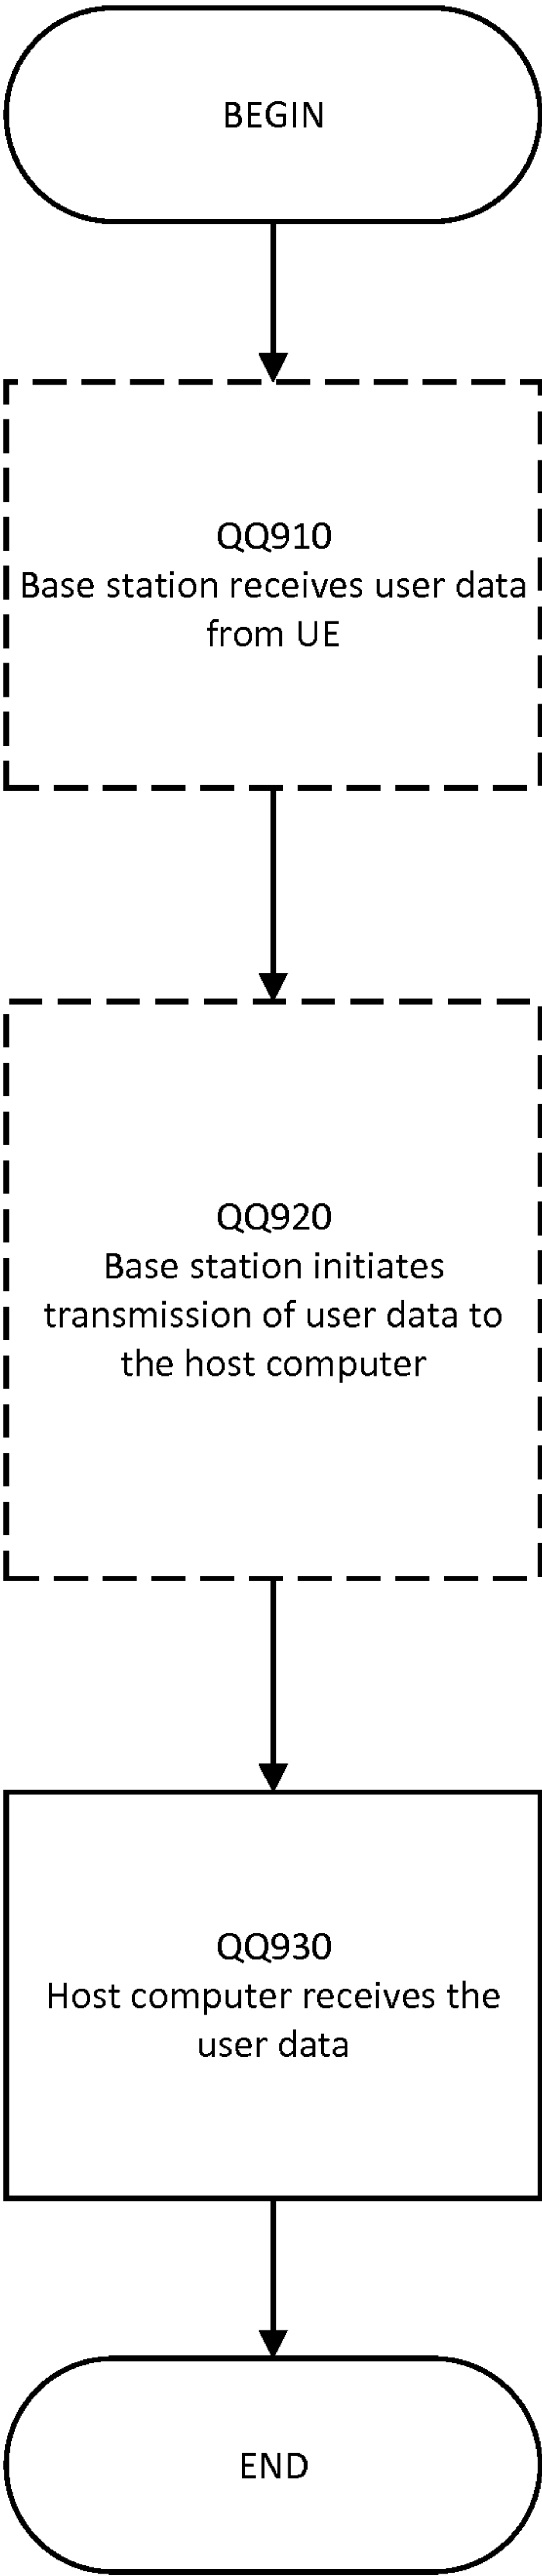 BEGIN
QQ910
Base station receives user data
from UE
QQ920
Base station initiates
transmission of user data to
the host computer
QQ930
Host computer receives the
user data
END